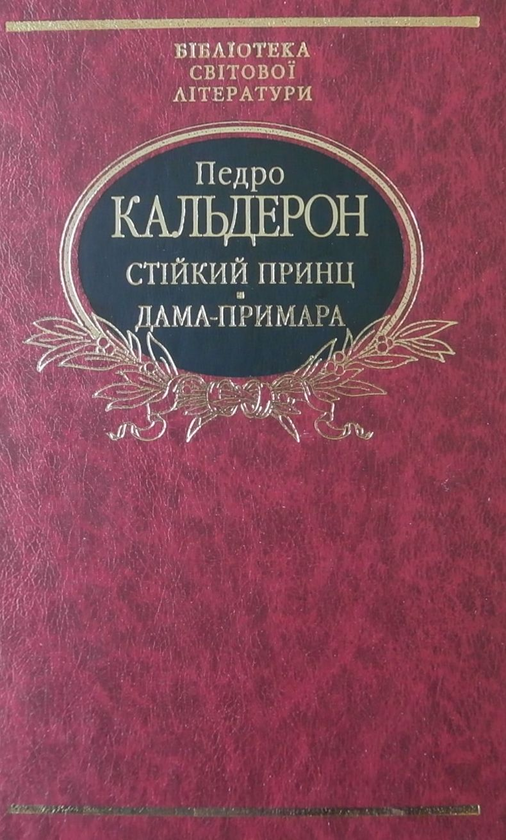 БІБЛІОТЕКА
СВІТОВОЇ
ЛІТЕРАТУРИ
Педро
КАЛЬДЕРОН
СТІЙКИЙ ПРИНЦ
ДАМА-ПРИМАРА